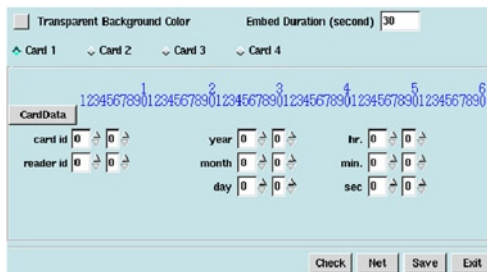 Transparent Background Color Embed Duration (second) 30
Card 1 Card 2 Card 3 Card 4
1 2 3 4 5 6
123456789012345678901234567890123456789012345678901234567890
CardData
card id 0 0 year 0 0 hr. 0 0
reader id 0 0 month 0 0 min. 0 0
day 0 0 sec 0 0
Check Net Save Exit